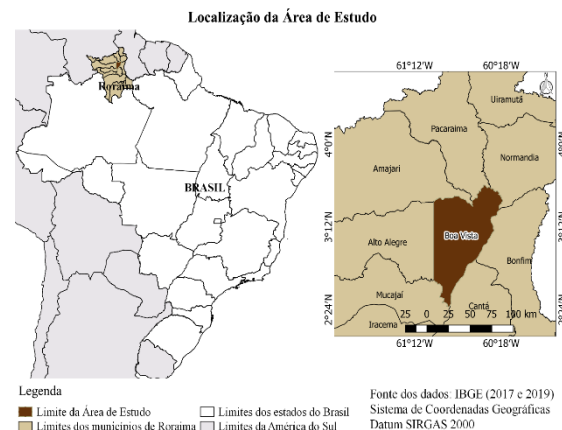 Localização da Área de Estudo
Roraima
BRASIL
61°12'W 60°18'W
Uiramutã
Pacaraima
Normandia
Amajari
4°0'N
3°12'N
Boa Vista
Alto Alegre
Bonfim
Mucajaí
Cantá
2°24'N
Iracema
25 0 25 50 75 100 km
61°12'W 60°18'W
Legenda
Limite da Área de Estudo
Limites dos municípios de Roraima
Limites dos estados do Brasil
Limites da América do Sul
Fonte dos dados: IBGE (2017 e 2019)
Sistema de Coordenadas Geográficas
Datum SIRGAS 2000